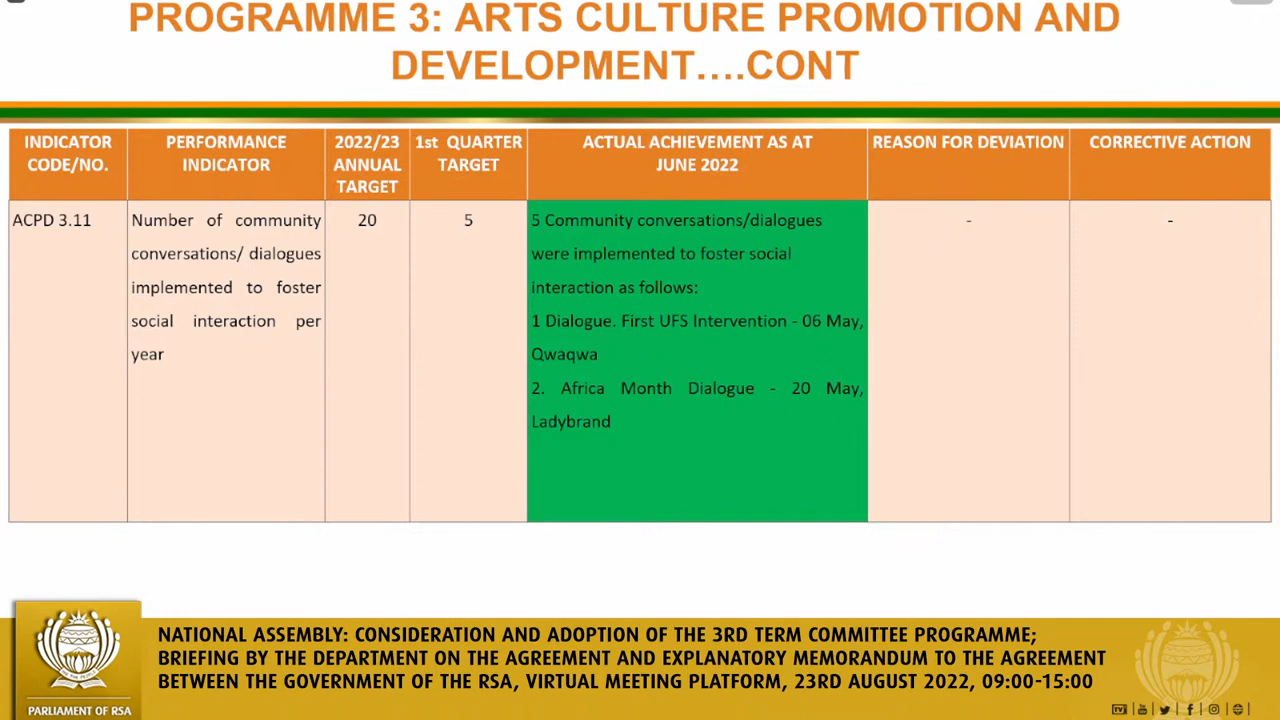 PROGRAMME 3: ARTS CULTURE PROMOTION AND
DEVELOPMENT….CONT
INDICATOR
CODE/NO.
PERFORMANCE
INDICATOR
2022/23
ANNUAL
TARGET
1st QUARTER
TARGET
ACTUAL ACHIEVEMENT AS AT
JUNE 2022
REASON FOR DEVIATION
CORRECTIVE ACTION
ACPD 3.11
Number of community
conversations/ dialogues
implemented to foster
social interaction per
year
20
5
5 Community conversations/dialogues
were implemented to foster social
interaction as follows:
1 Dialogue. First UFS Intervention - 06 May,
Qwaqwa
2. Africa Month Dialogue - 20 May,
Ladybrand
-
-
NATIONAL ASSEMBLY: CONSIDERATION AND ADOPTION OF THE 3RD TERM COMMITTEE PROGRAMME;
BRIEFING BY THE DEPARTMENT ON THE AGREEMENT AND EXPLANATORY MEMORANDUM TO THE AGREEMENT
BETWEEN THE GOVERNMENT OF THE RSA, VIRTUAL MEETING PLATFORM, 23RD AUGUST 2022, 09:00-15:00
PARLIAMENT OF RSA